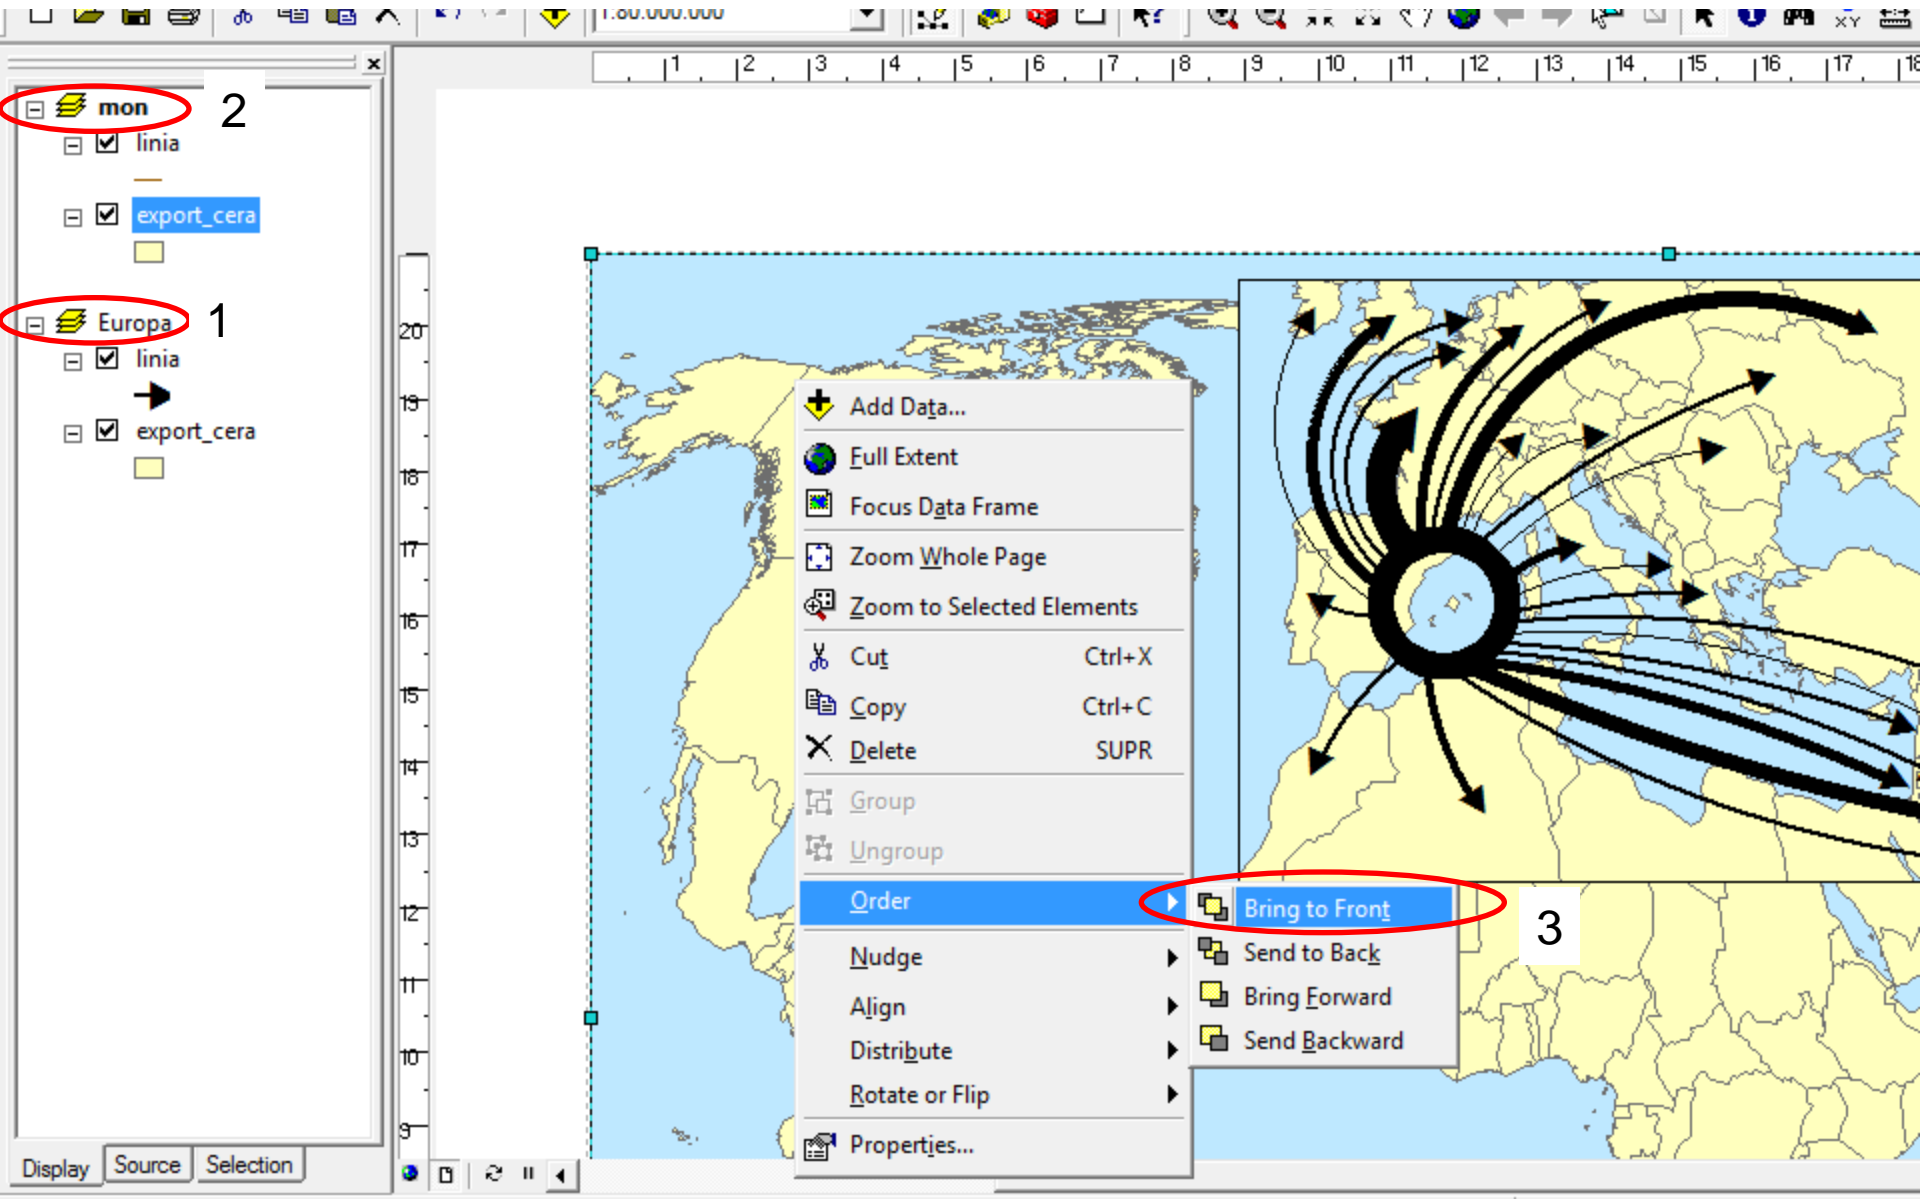 1:80.000.000
1 2 3 4 5 6 7 8 9 10 11 12 13 14 15 16 17 18
mon
2
linia
export_cera
Europa
1
linia
export_cera
20
19
18
17
16
15
14
13
12
11
10
9
Add Data...
Full Extent
Focus Data Frame
Zoom Whole Page
Zoom to Selected Elements
Cut Ctrl+X
Copy Ctrl+C
Delete SUPR
Group
Ungroup
Order
Nudge
Align
Distribute
Rotate or Flip
Properties...
Bring to Front
Send to Back
Bring Forward
Send Backward
3
Display Source Selection
XY